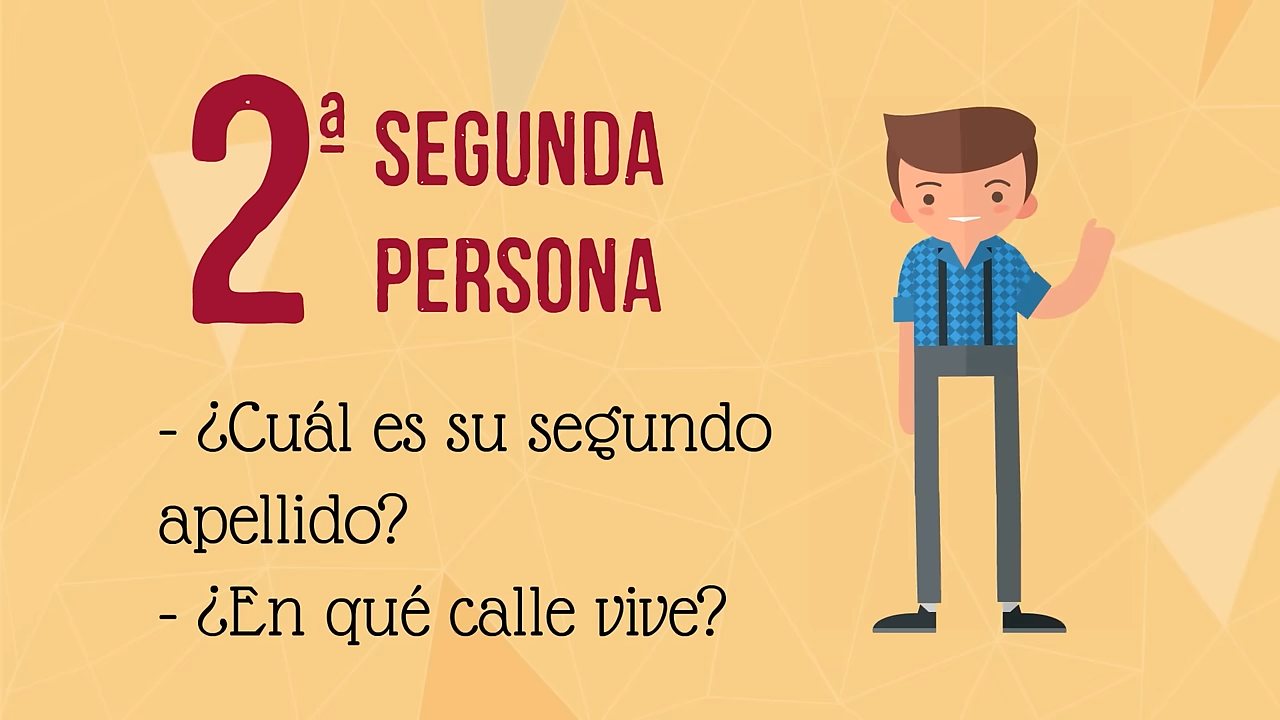 2ª SEGUNDA
PERSONA
- ¿Cuál es su segundo
apellido?
- ¿En qué calle vive?